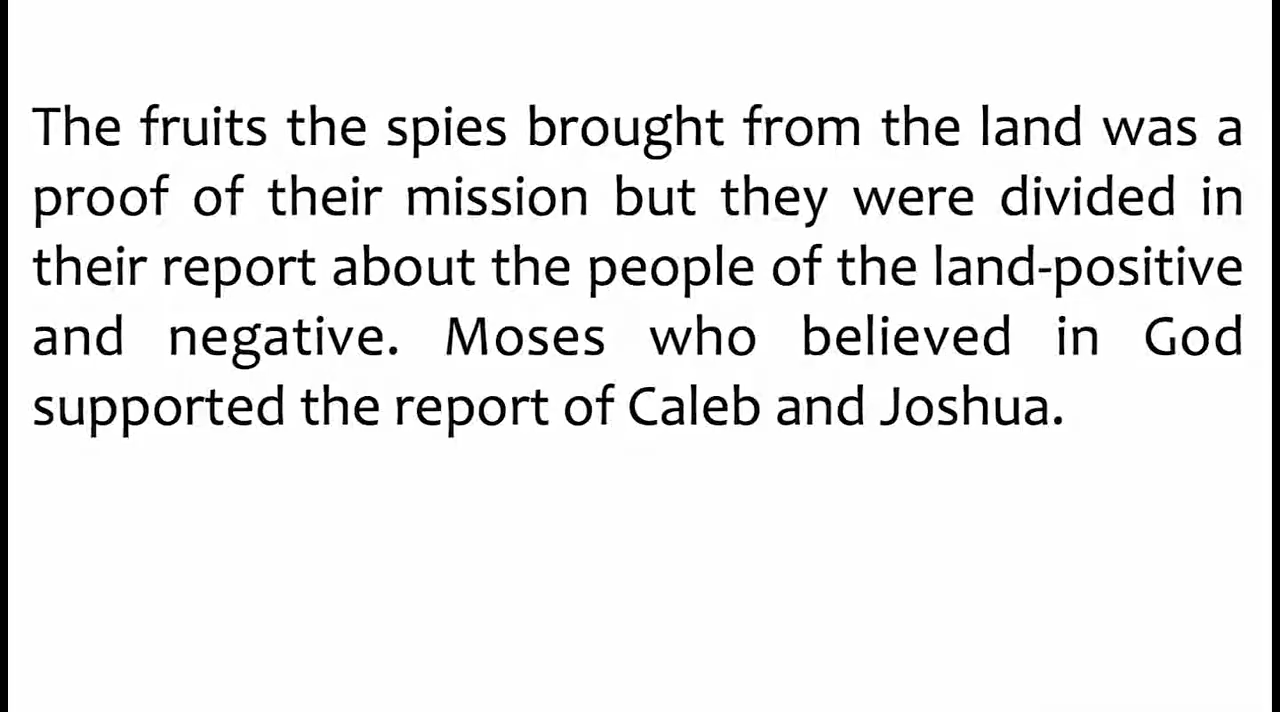 The fruits the spies brought from the land was a
proof of their mission but they were divided in
their report about the people of the land-positive
and negative. Moses who believed in God
supported the report of Caleb and Joshua.